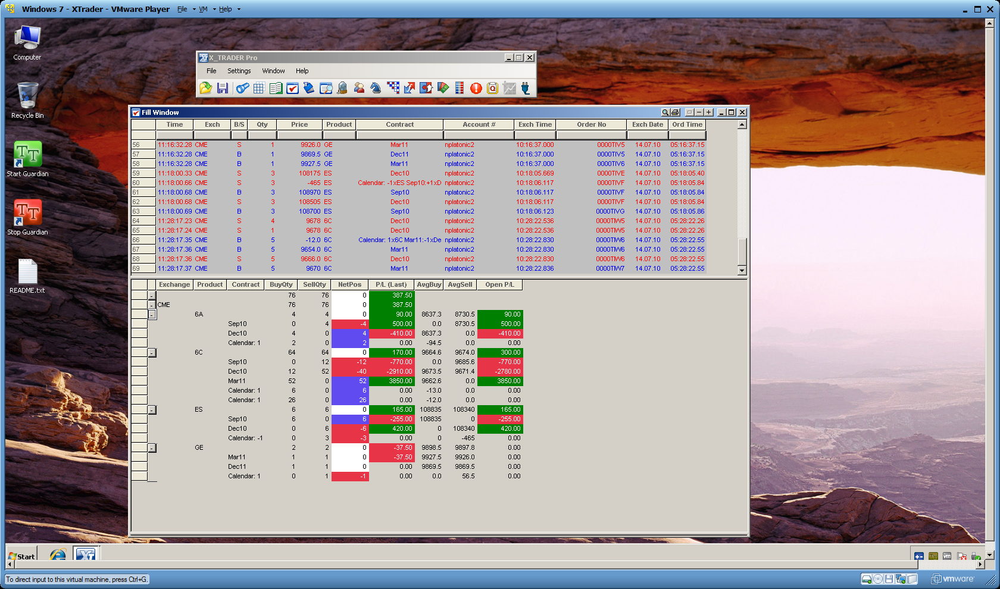 Windows 7 - XTrader - VMware Player File VM Help
Computer
Recycle Bin
Start Guardian
Stop Guardian
README.txt
X_TRADER Pro
File Settings Window Help
Fill Window
Time Exch B/S Qty Price Product Contract Account # Exch Time Order No Exch Date Ord Time
56 11:16:32.28 CME S 1 9926.0 GE Mar11 nplatonic2 10:16:37.000 0000TIV5 14.07.10 05:16:37.15
57 11:16:32.28 CME B 1 9869.5 GE Dec11 nplatonic2 10:16:37.000 0000TIV5 14.07.10 05:16:37.15
58 11:16:32.28 CME B 1 9927.5 GE Mar11 nplatonic2 10:16:37.000 0000TIV6 14.07.10 05:16:37.15
59 11:18:00.33 CME S 3 108175 ES Dec10 nplatonic2 10:18:05.669 0000TIVE 14.07.10 05:18:05.40
60 11:18:00.66 CME S 3 -465 ES Calendar: -1xES Sep10:+1xD nplatonic2 10:18:06.117 0000TIVF 14.07.10 05:18:05.84
61 11:18:00.68 CME B 3 108970 ES Sep10 nplatonic2 10:18:06.117 0000TIVF 14.07.10 05:18:05.84
62 11:18:00.68 CME S 3 108505 ES Dec10 nplatonic2 10:18:06.117 0000TIVF 14.07.10 05:18:05.84
63 11:18:00.69 CME B 3 108700 ES Sep10 nplatonic2 10:18:06.123 0000TIVG 14.07.10 05:18:05.86
64 11:28:17.23 CME S 4 9678 6C Dec10 nplatonic2 10:28:22.536 0000TIW5 14.07.10 05:28:22.26
65 11:28:17.24 CME S 1 9678 6C Dec10 nplatonic2 10:28:22.536 0000TIW5 14.07.10 05:28:22.26
66 11:28:17.35 CME B 5 -12.0 6C Calendar: 1x6C Mar11:-1xDe nplatonic2 10:28:22.830 0000TIW6 14.07.10 05:28:22.55
67 11:28:17.36 CME B 5 9654.0 6C Mar11 nplatonic2 10:28:22.830 0000TIW6 14.07.10 05:28:22.55
68 11:28:17.36 CME S 5 9666.0 6C Dec10 nplatonic2 10:28:22.830 0000TIW6 14.07.10 05:28:22.55
69 11:28:17.37 CME B 5 9670 6C Mar11 nplatonic2 10:28:22.836 0000TIW7 14.07.10 05:28:22.55
Exchange Product Contract BuyQty SellQty NetPos P/L (Last) AvgBuy AvgSell Open P/L
76 76 0 387.50
CME 76 76 0 387.50
6A 4 4 0 90.00 8637.3 8730.5 90.00
Sep10 0 4 -4 500.00 0.0 8730.5 500.00
Dec10 4 0 4 -410.00 8637.3 0.0 -410.00
Calendar: 1 2 0 2 0.00 -94.5 0.0 0.00
6C 64 64 0 170.00 9664.6 9674.0 300.00
Sep10 0 12 -12 -770.00 0.0 9685.6 -770.00
Dec10 12 52 -40 -2910.00 9673.5 9671.4 -2780.00
Mar11 52 0 52 3850.00 9662.6 0.0 3850.00
Calendar: 1 6 0 6 0.00 -13.0 0.0 0.00
Calendar: 1 26 0 26 0.00 -12.0 0.0 0.00
ES 6 6 0 165.00 108835 108340 165.00
Sep10 6 0 6 -255.00 108835 0 -255.00
Dec10 0 6 -6 420.00 0 108340 420.00
Calendar: -1 0 3 -3 0.00 0 -465 0.00
GE 2 2 0 -37.50 9898.5 9897.8 0.00
Mar11 1 1 0 -37.50 9927.5 9926.0 0.00
Dec11 1 1 0 0.00 9869.5 9869.5 0.00
Calendar: 1 0 1 -1 0.00 0.0 56.5 0.00
Start
To direct input to this virtual machine, press Ctrl+G.
vmware